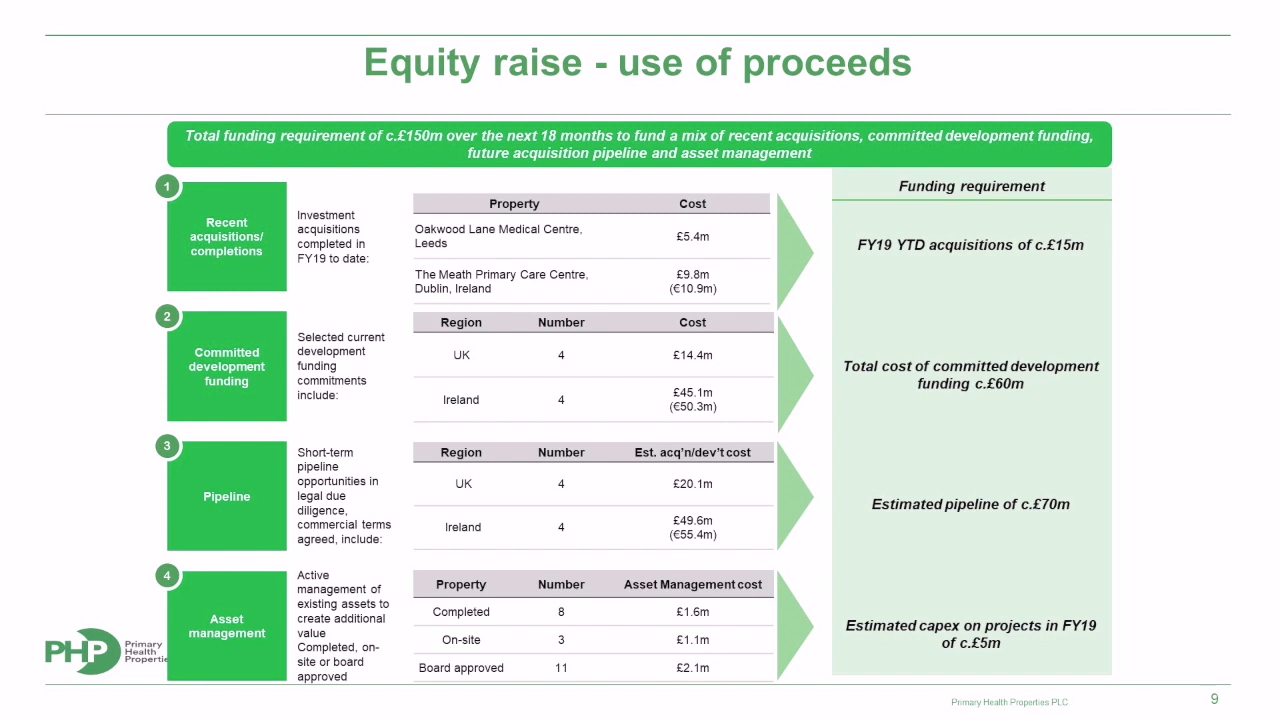 Equity raise - use of proceeds
Total funding requirement of c.£150m over the next 18 months to fund a mix of recent acquisitions, committed development funding,
future acquisition pipeline and asset management
Funding requirement
1
Recent
acquisitions/
completions
Investment
acquisitions
completed in
FY19 to date:
Property Cost
Oakwood Lane Medical Centre,
Leeds
£5.4m
The Meath Primary Care Centre,
Dublin, Ireland
£9.8m
(€10.9m)
FY19 YTD acquisitions of c.£15m
2
Committed
development
funding
Selected current
development
funding
commitments
include:
Region Number Cost
UK 4 £14.4m
Ireland 4 £45.1m
(€50.3m)
Total cost of committed development
funding c.£60m
3
Pipeline
Short-term
pipeline
opportunities in
legal due
diligence,
commercial terms
agreed, include:
Region Number Est. acq’n/dev’t cost
UK 4 £20.1m
Ireland 4 £49.6m
(€55.4m)
Estimated pipeline of c.£70m
4
Asset
management
Active
management of
existing assets to
create additional
value
Completed, on-
site or board
approved
Property Number Asset Management cost
Completed 8 £1.6m
On-site 3 £1.1m
Board approved 11 £2.1m
Estimated capex on projects in FY19
of c.£5m
PHP
Primary
Health
Propertie
Primary Health Properties PLC
9